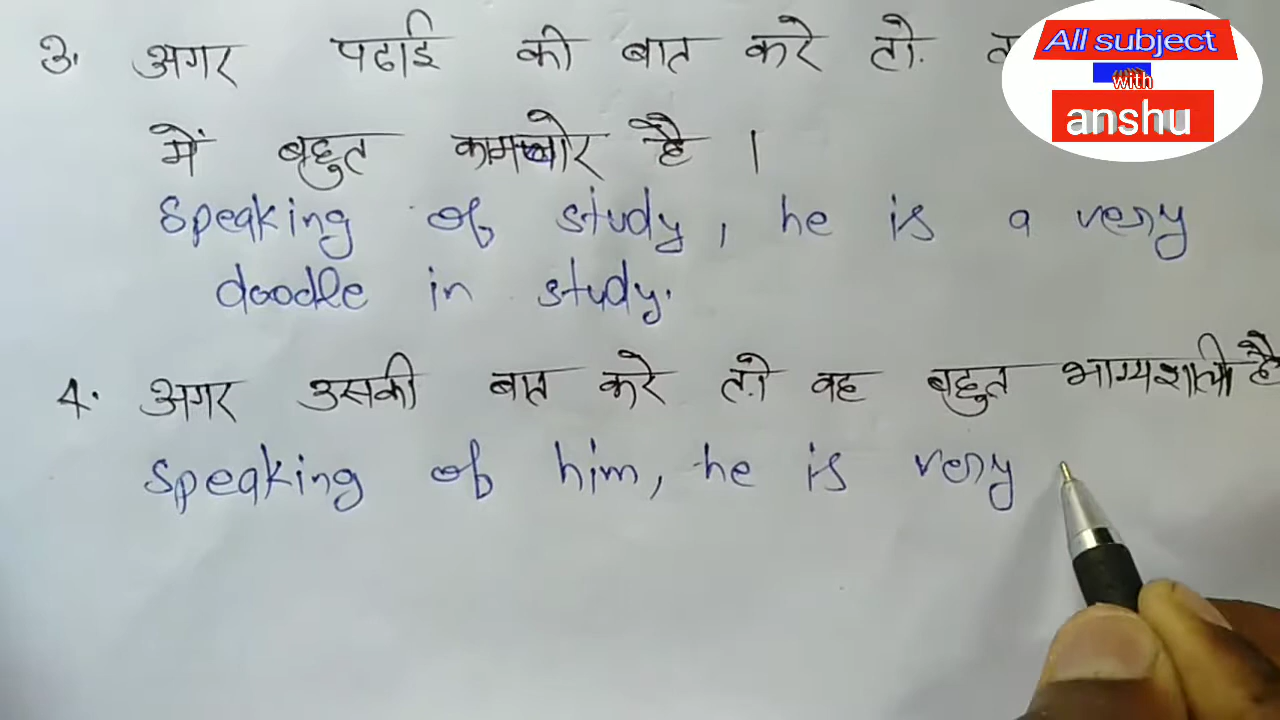 3. अगर पढाई की बात करे तो
में बहुत कामचोर है ।
Speaking of study, he is a very
doodle in study.
4. अगर उसकी बात करे तो वह बहुत भाग्यशाली है
Speaking of him, he is very
All subject
with
anshu